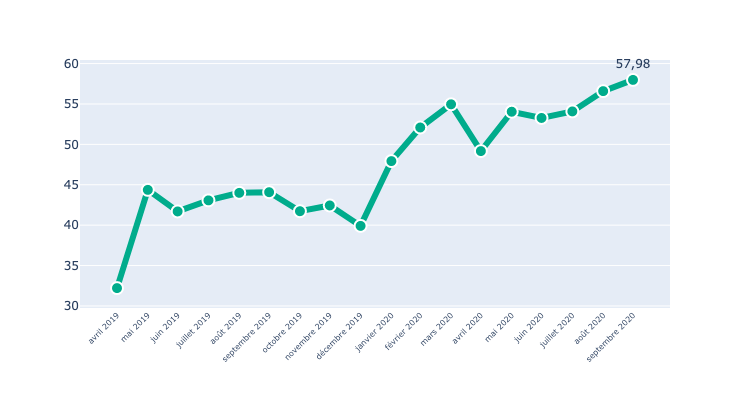 57,98
60
55
50
45
40
35
30
avril 2019
mai 2019
juin 2019
juillet 2019
août 2019
septembre 2019
octobre 2019
novembre 2019
décembre 2019
janvier 2020
février 2020
mars 2020
avril 2020
mai 2020
juin 2020
juillet 2020
août 2020
septembre 2020